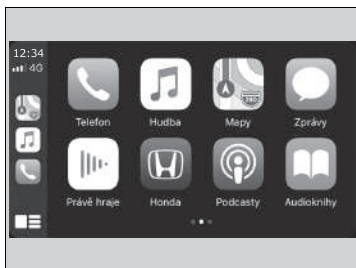 12:34
4G
Telefon
Hudba
Mapy
Zprávy
Právě hraje
Honda
Podcasty
Audioknihy